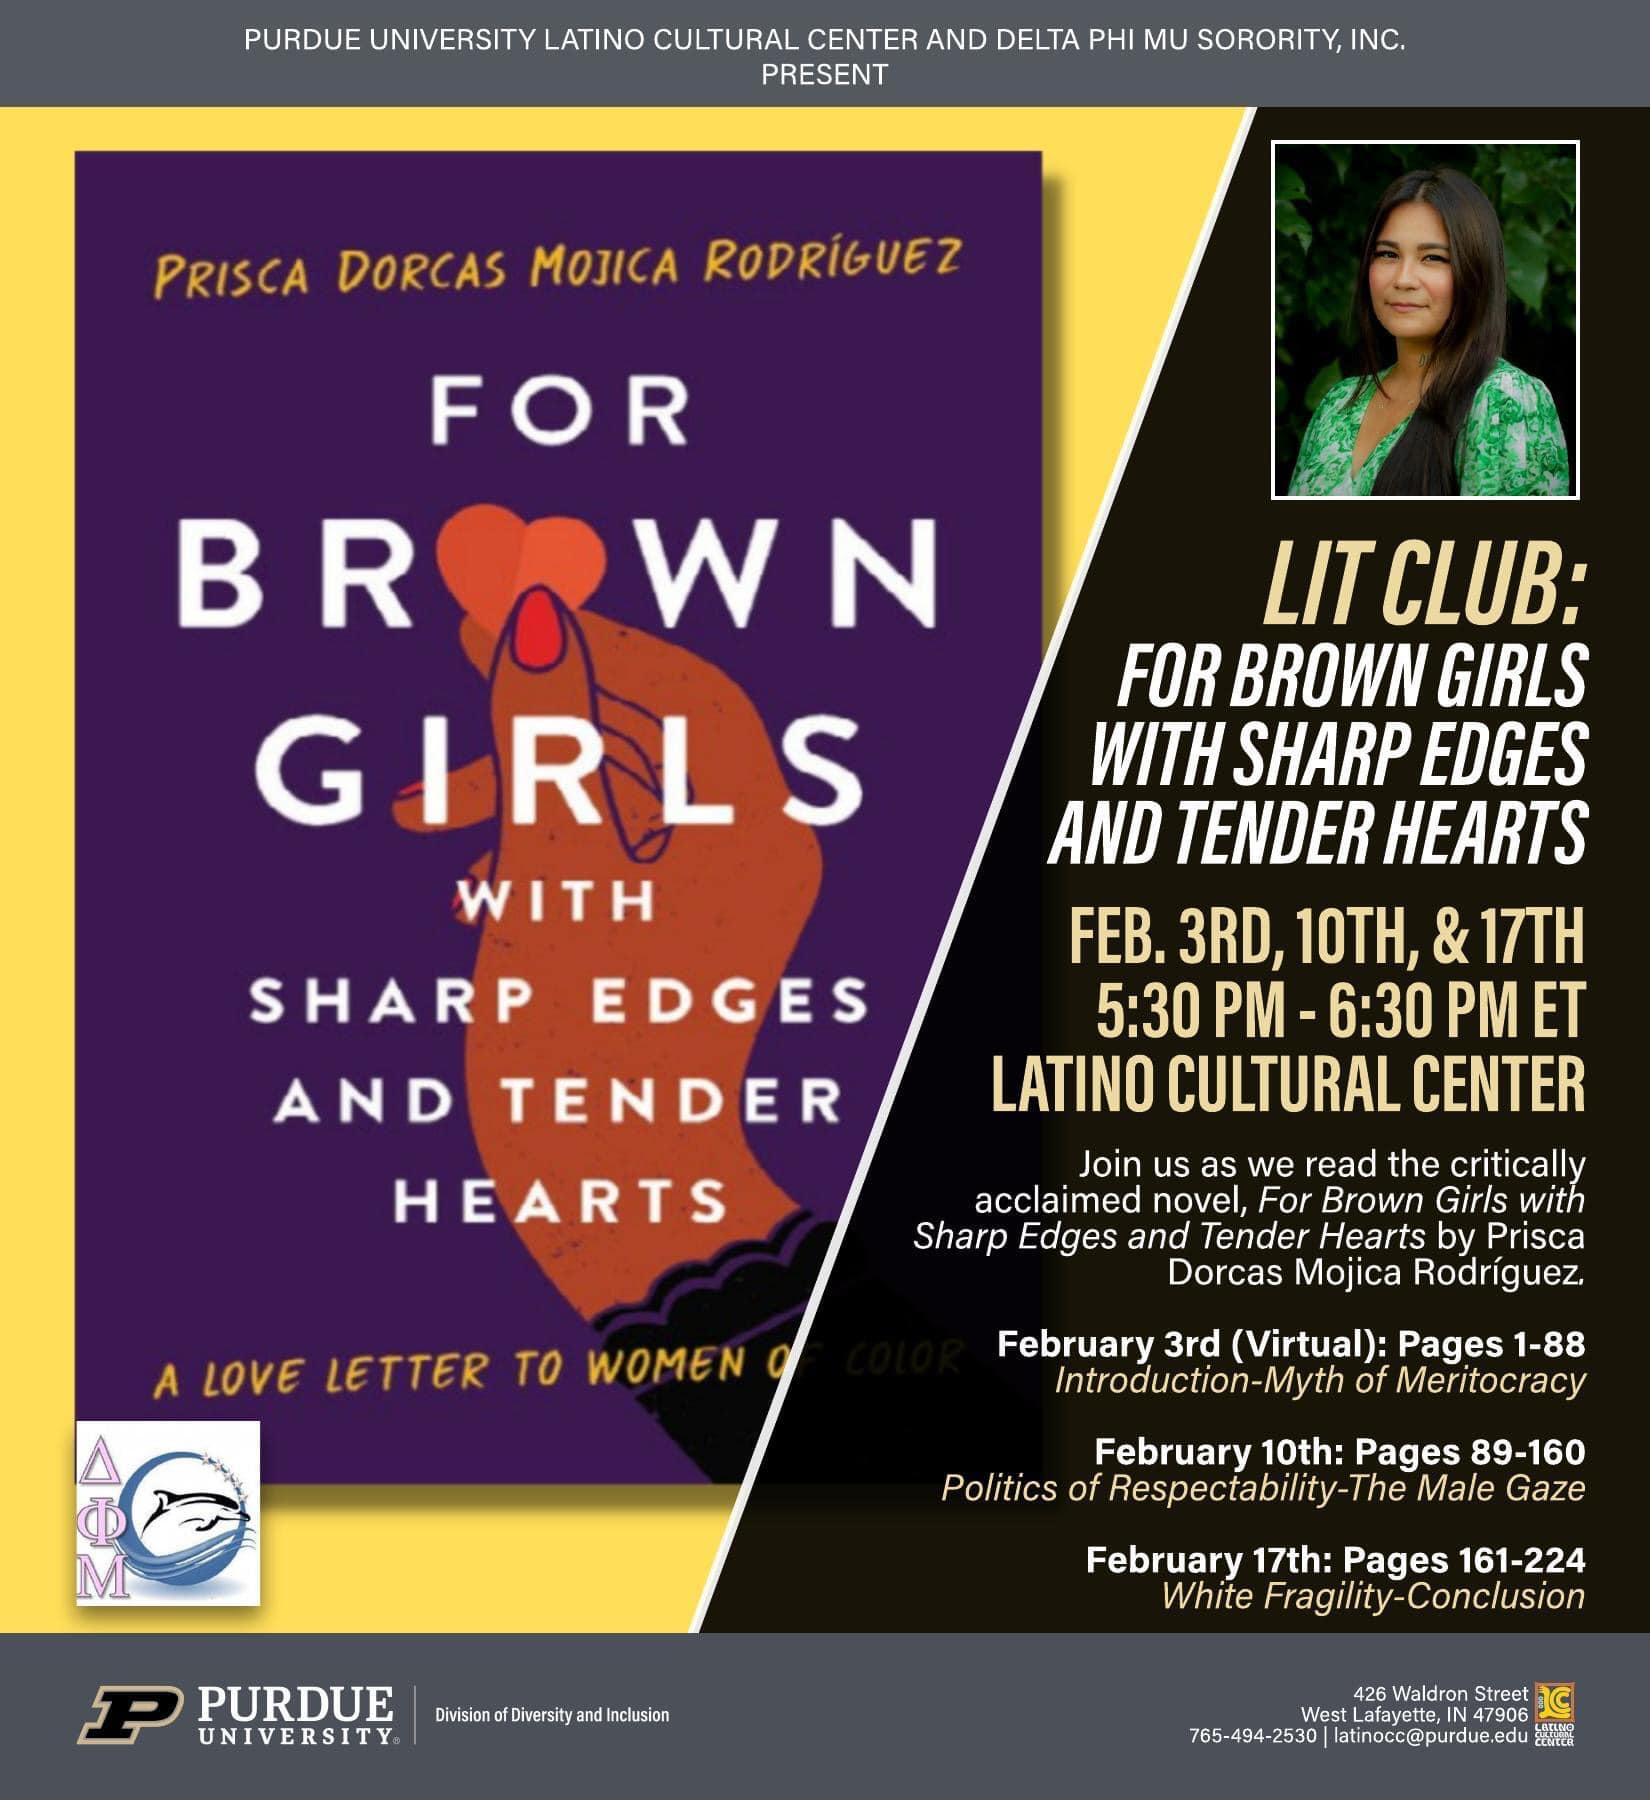 PURDUE UNIVERSITY LATINO CULTURAL CENTER AND DELTA PHI MU SORORITY, INC.
PRESENT
PRISCA DORCAS MOJICA RODRÍGUEZ
FOR
BR WN
GIRLS
WITH
SHARP EDGES
AND TENDER
HEARTS
A LOVE LETTER TO WOMEN OF COLOR
ΔΦΜ
LIT CLUB:
FOR BROWN GIRLS
WITH SHARP EDGES
AND TENDER HEARTS
FEB. 3RD, 10TH, & 17TH
5:30 PM - 6:30 PM ET
LATINO CULTURAL CENTER
Join us as we read the critically
acclaimed novel, For Brown Girls with
Sharp Edges and Tender Hearts by Prisca
Dorcas Mojica Rodríguez.
February 3rd (Virtual): Pages 1-88
Introduction-Myth of Meritocracy
February 10th: Pages 89-160
Politics of Respectability-The Male Gaze
February 17th: Pages 161-224
White Fragility-Conclusion
P PURDUE
UNIVERSITY®
Division of Diversity and Inclusion
426 Waldron Street
West Lafayette, IN 47906
765-494-2530 | latinocc@purdue.edu
LATINO
CULTURAL
CENTER